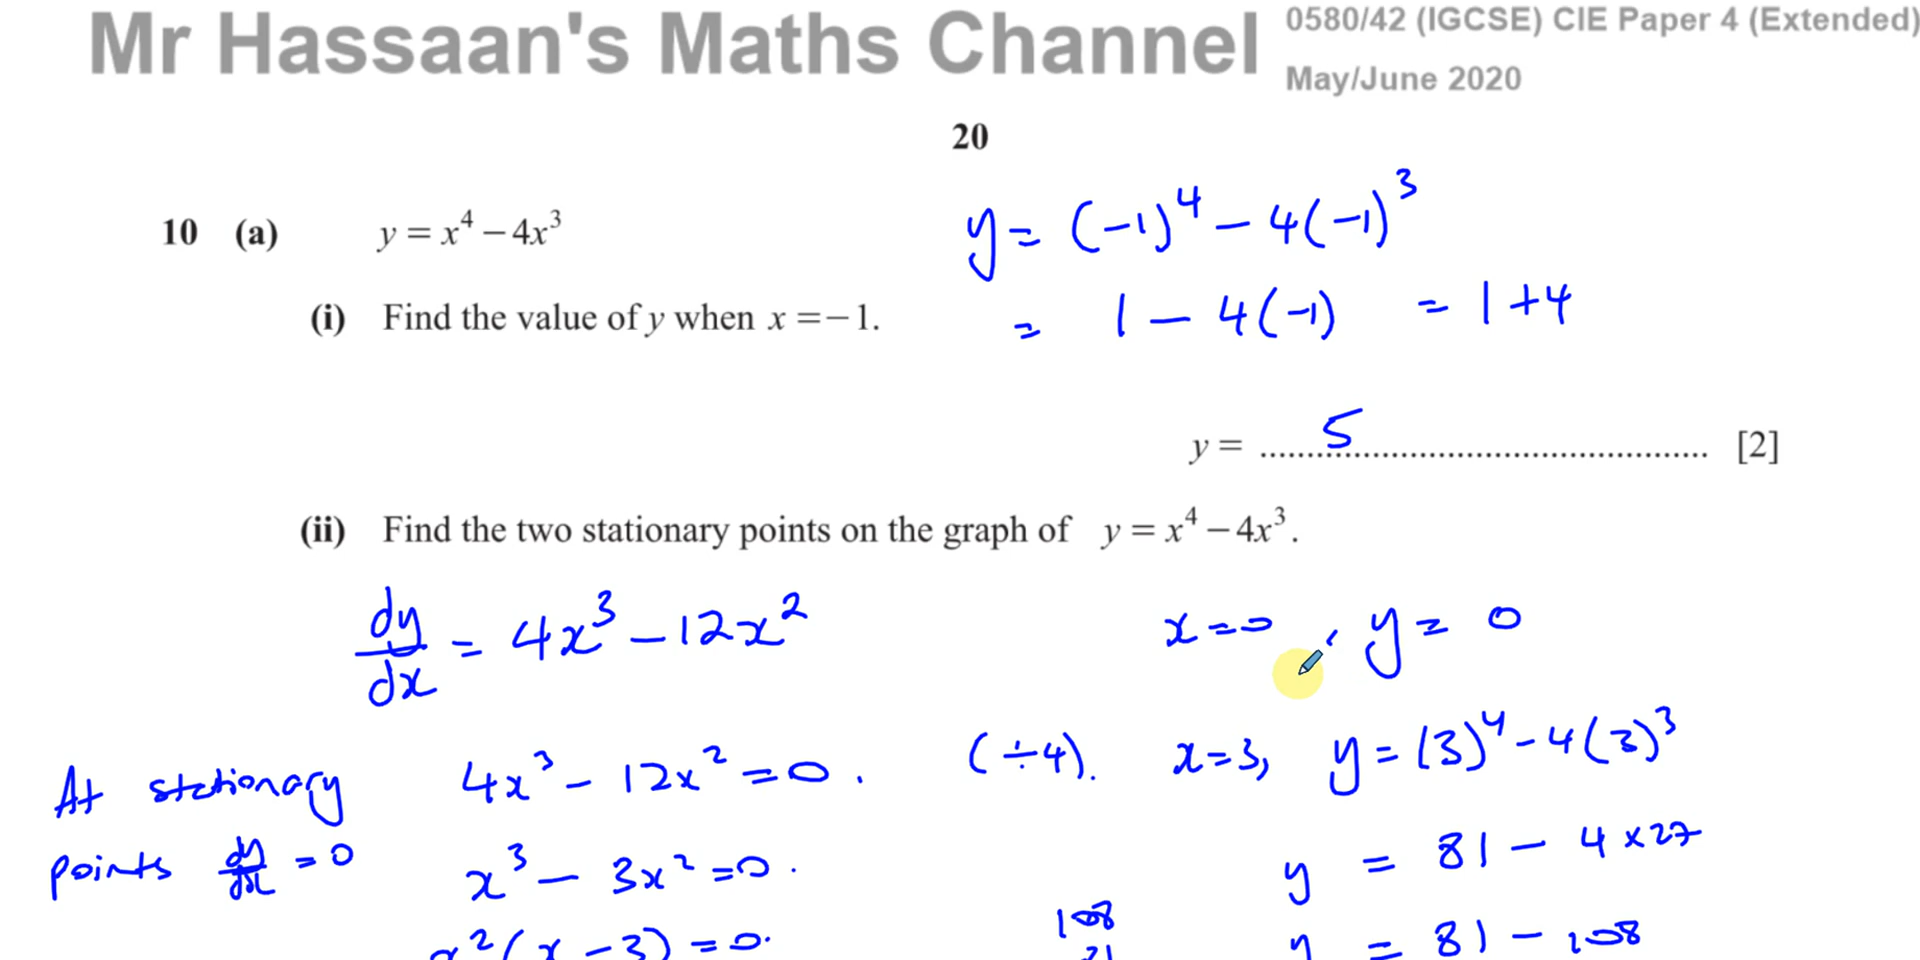 Mr Hassaan's Maths Channel
0580/42 (IGCSE) CIE Paper 4 (Extended)
May/June 2020
20
10 (a) y = x⁴ − 4x³
y = (−1)⁴ − 4(−1)³
= 1 − 4(−1) = 1+4
(i) Find the value of y when x = −1.
y = ..... 5 ..... [2]
(ii) Find the two stationary points on the graph of y = x⁴ − 4x³.
dy/dx = 4x³ − 12x²
x=0, y = 0
At stationary points dy/dx = 0
4x³ − 12x² = 0. (÷4).
x³ − 3x² = 0.
x²(x − 3) = 0.
x=3, y = (3)⁴ − 4(3)³
y = 81 − 4×27
y = 81 − 108
108